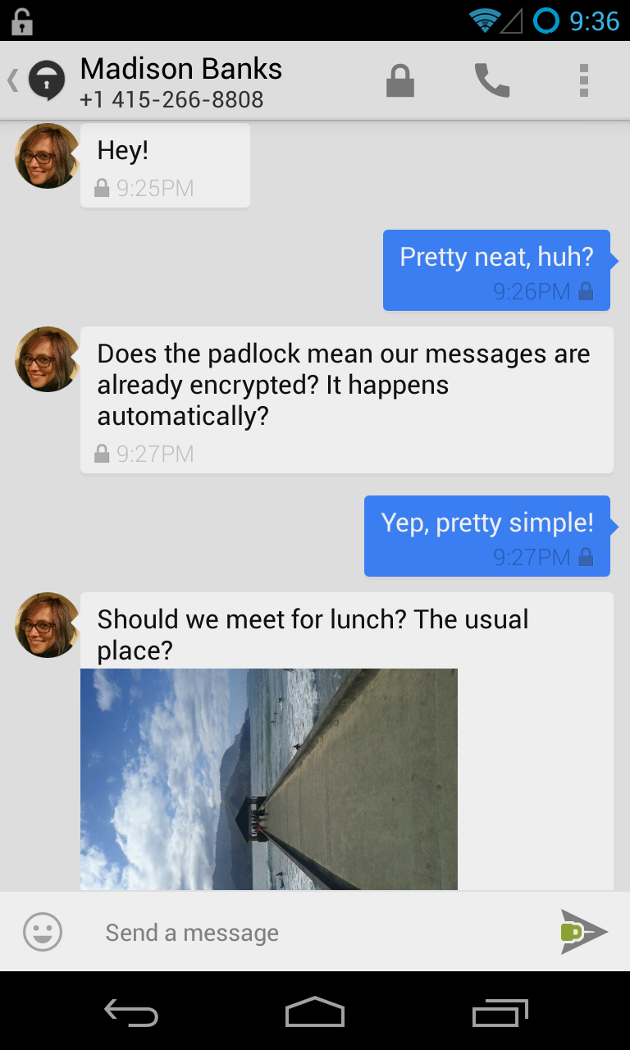 9:36
Madison Banks
+1 415-266-8808
Hey!
9:25PM
Pretty neat, huh?
9:26PM
Does the padlock mean our messages are
already encrypted? It happens
automatically?
9:27PM
Yep, pretty simple!
9:27PM
Should we meet for lunch? The usual
place?
Send a message